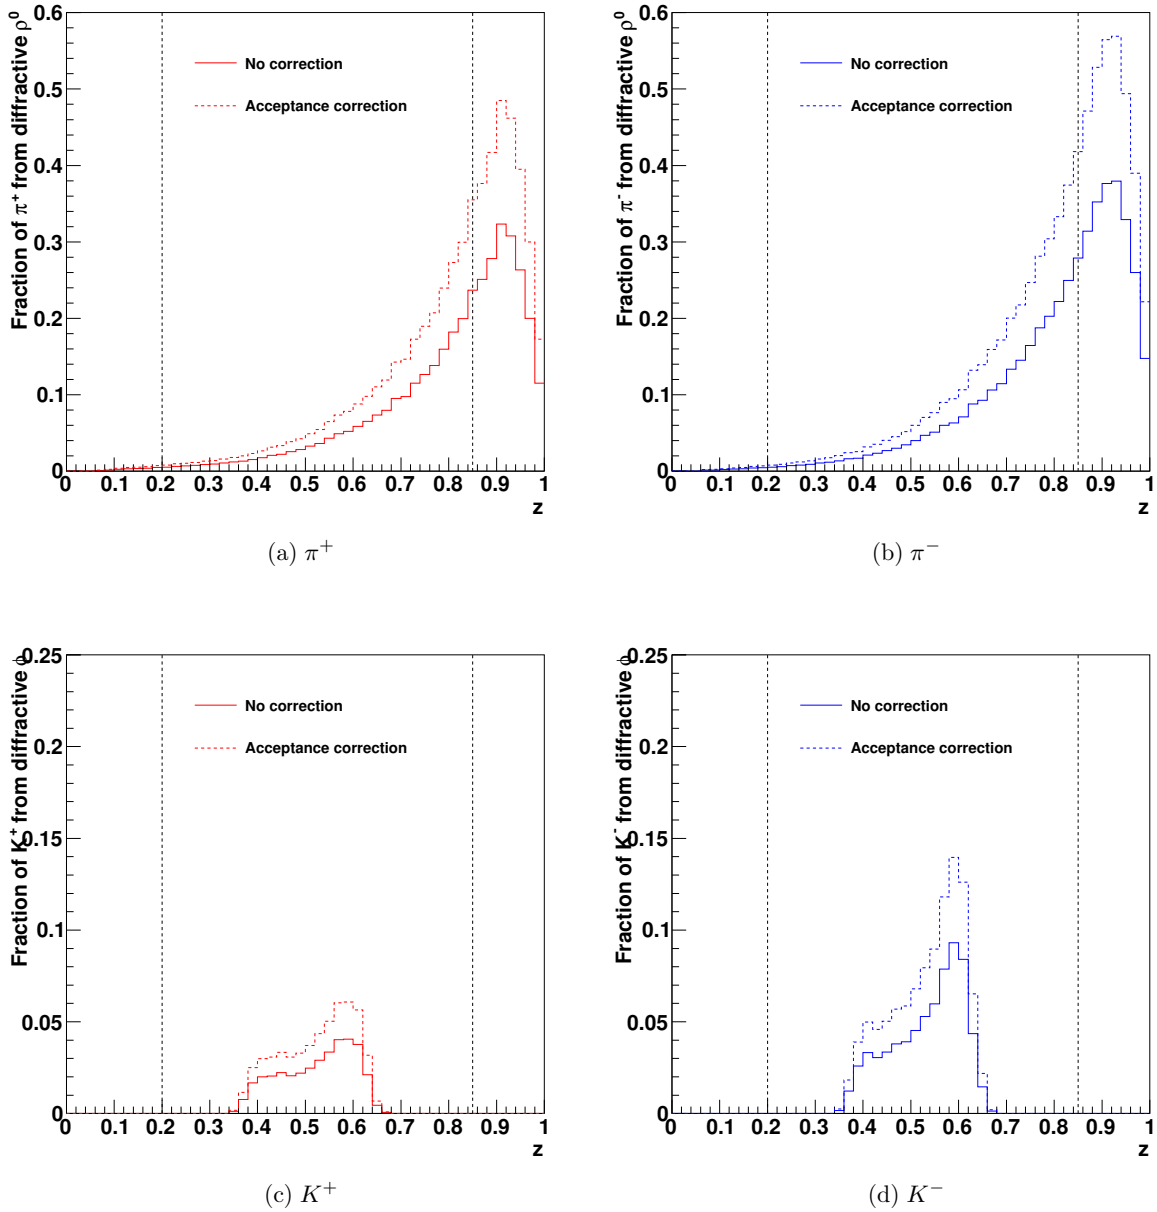 Fraction of π⁺ from diffractive ρ⁰
0.6
0.5
0.4
0.3
0.2
0.1
0
No correction
Acceptance correction
0 0.1 0.2 0.3 0.4 0.5 0.6 0.7 0.8 0.9 1
z
(a) π⁺
Fraction of π⁻ from diffractive ρ⁰
0.6
0.5
0.4
0.3
0.2
0.1
0
No correction
Acceptance correction
0 0.1 0.2 0.3 0.4 0.5 0.6 0.7 0.8 0.9 1
z
(b) π⁻
Fraction of K⁺ from diffractive ϕ
0.25
0.2
0.15
0.1
0.05
0
No correction
Acceptance correction
0 0.1 0.2 0.3 0.4 0.5 0.6 0.7 0.8 0.9 1
z
(c) K⁺
Fraction of K⁻ from diffractive ϕ
0.25
0.2
0.15
0.1
0.05
0
No correction
Acceptance correction
0 0.1 0.2 0.3 0.4 0.5 0.6 0.7 0.8 0.9 1
z
(d) K⁻